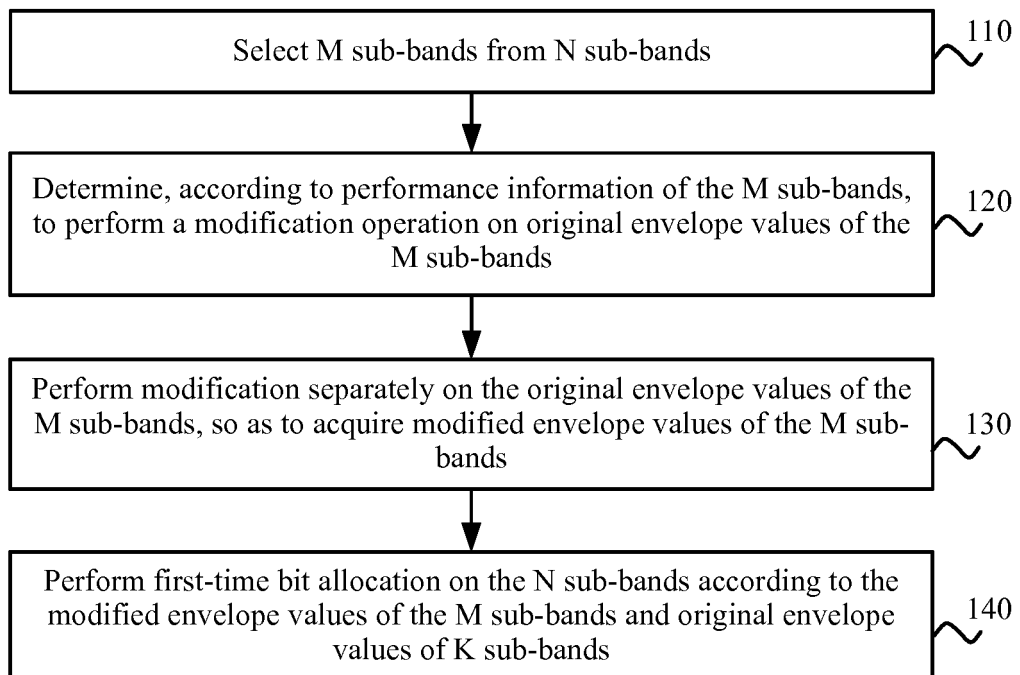 Select M sub-bands from N sub-bands
110
Determine, according to performance information of the M sub-bands,
to perform a modification operation on original envelope values of the
M sub-bands
120
Perform modification separately on the original envelope values of the
M sub-bands, so as to acquire modified envelope values of the M sub-
bands
130
Perform first-time bit allocation on the N sub-bands according to the
modified envelope values of the M sub-bands and original envelope
values of K sub-bands
140